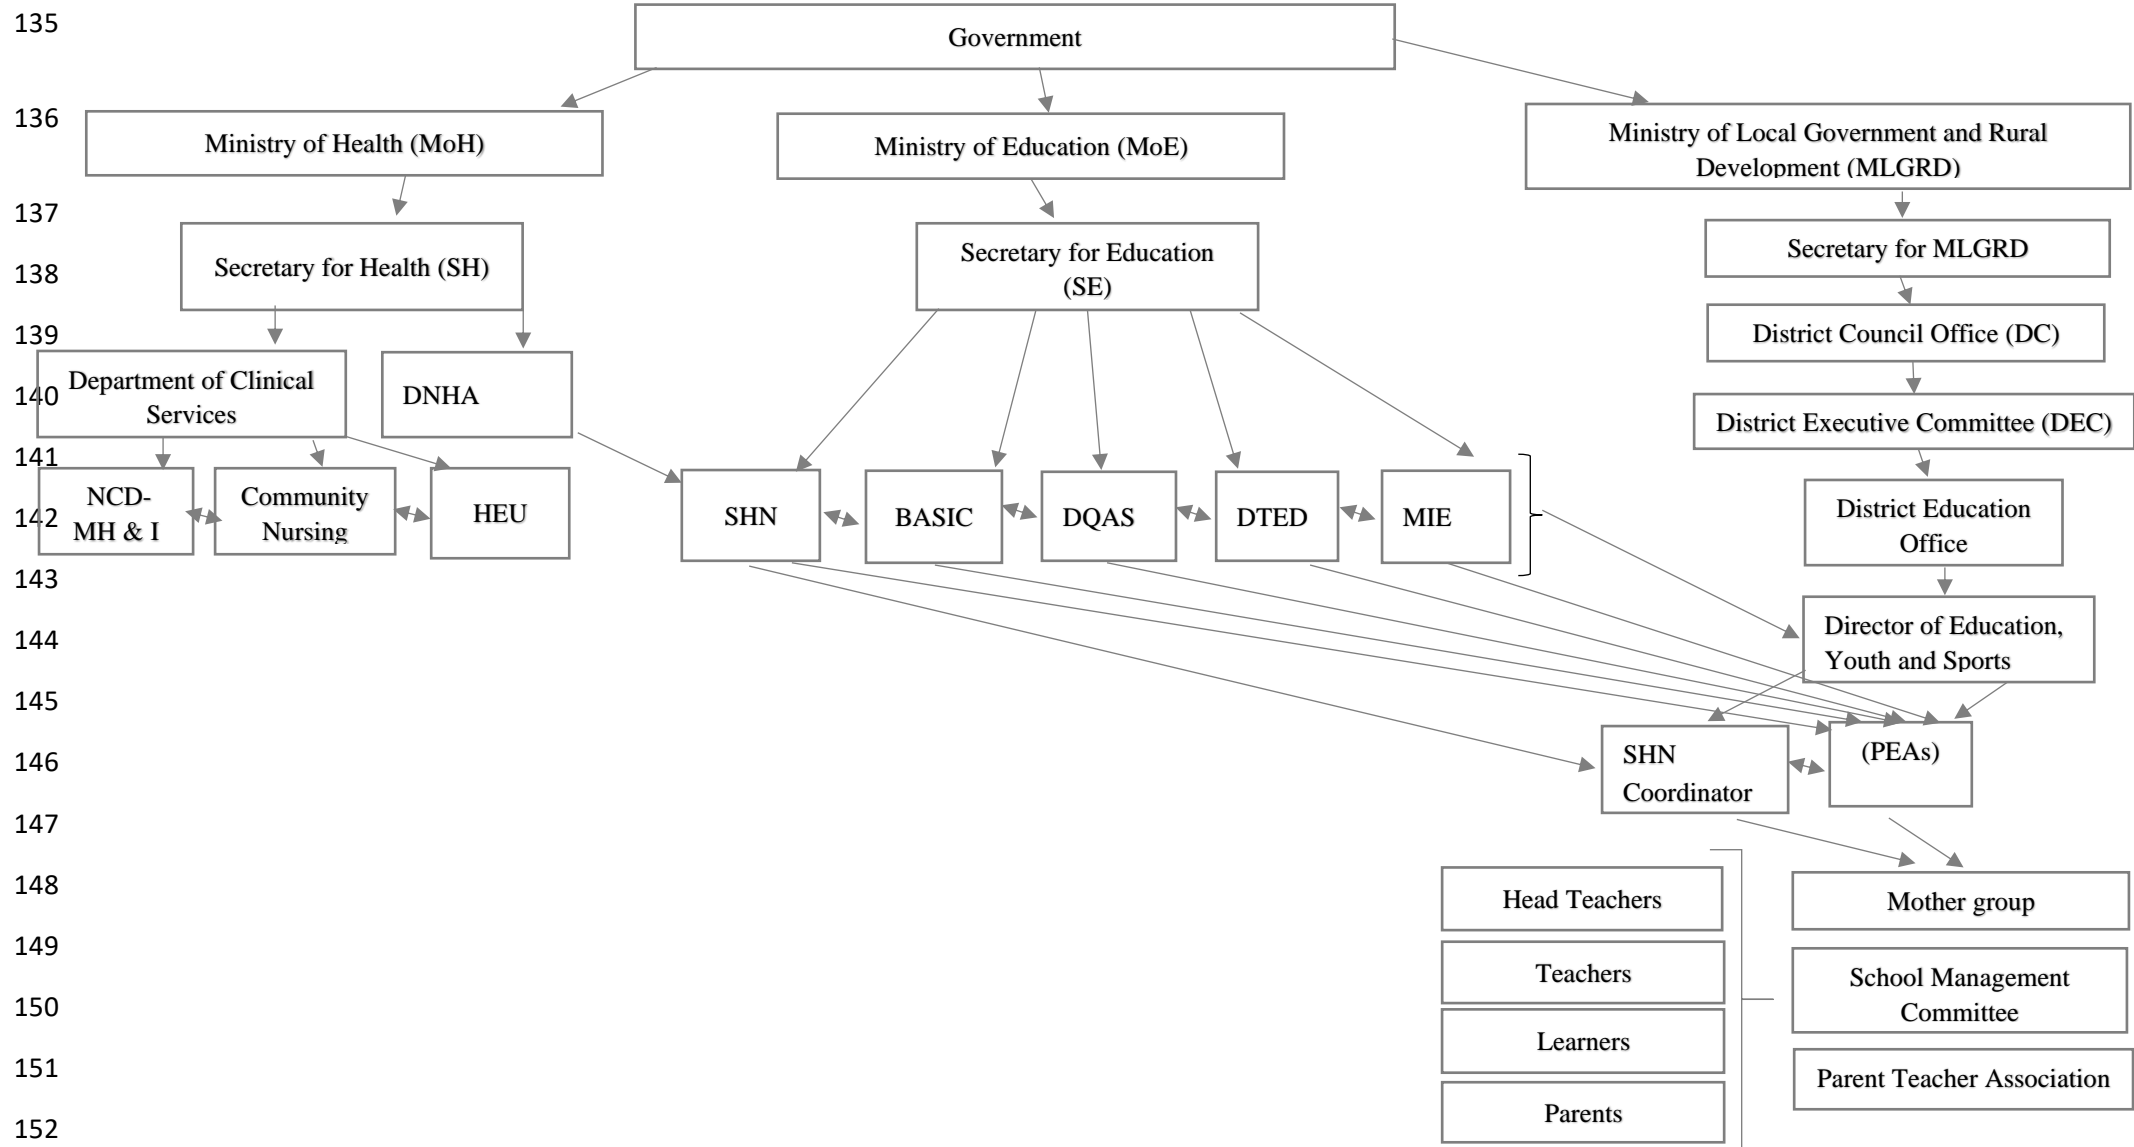 135
Government
136
Ministry of Health (MoH)
Ministry of Education (MoE)
Ministry of Local Government and Rural
Development (MLGRD)
137
Secretary for Health (SH)
Secretary for Education
(SE)
Secretary for MLGRD
138
139
District Council Office (DC)
140
Department of Clinical
Services
DNHA
District Executive Committee (DEC)
141
NCD-
MH & I
Community
Nursing
HEU
SHN
BASIC
DQAS
DTED
MIE
District Education
Office
142
143
144
Director of Education,
Youth and Sports
145
146
SHN
Coordinator
(PEAs)
147
148
Head Teachers
Mother group
149
Teachers
School Management
Committee
150
Learners
151
Parent Teacher Association
Parents
152